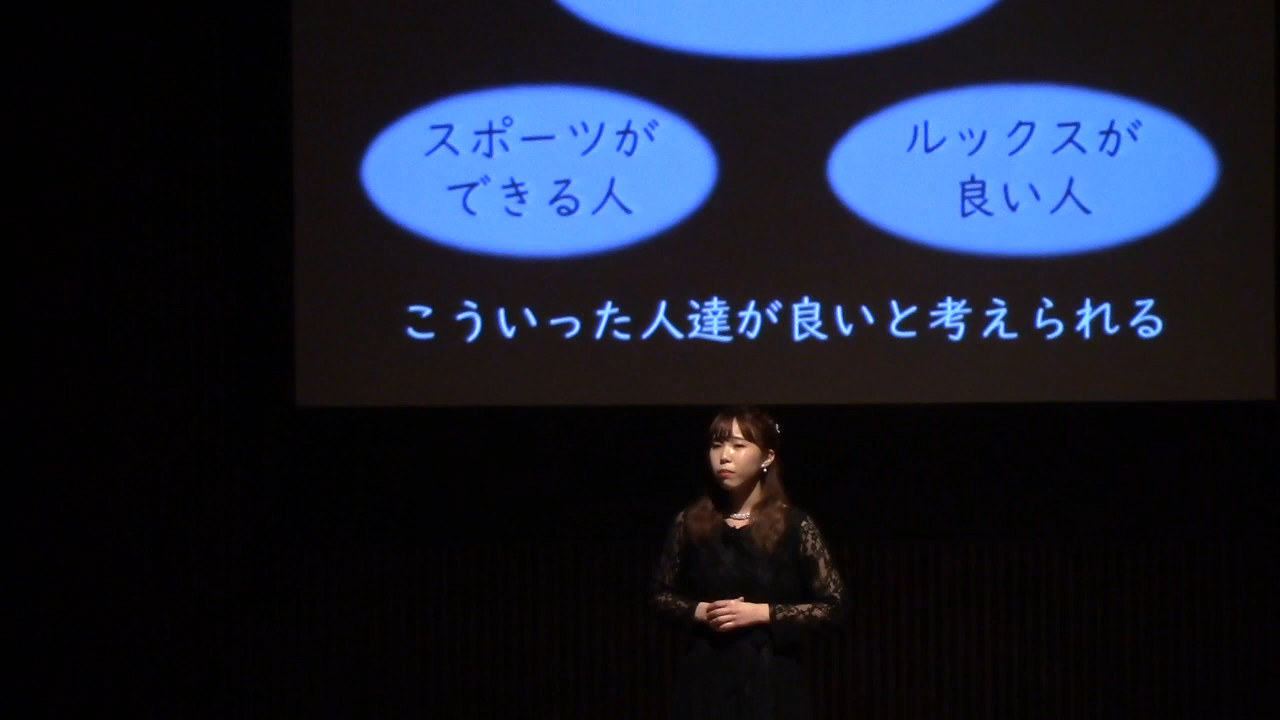 スポーツが
できる人
ルックスが
良い人
こういった人達が良いと考えられる